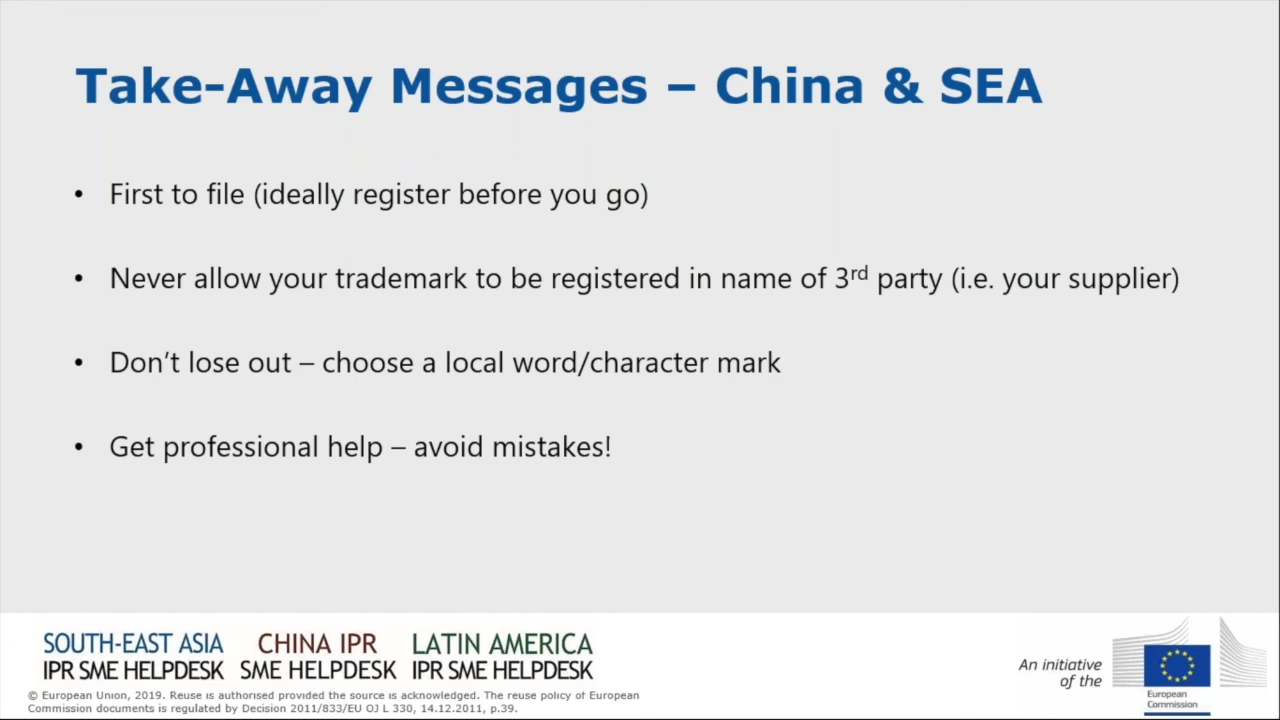 Take-Away Messages – China & SEA
• First to file (ideally register before you go)
• Never allow your trademark to be registered in name of 3rd party (i.e. your supplier)
• Don’t lose out – choose a local word/character mark
• Get professional help – avoid mistakes!
SOUTH-EAST ASIA
IPR SME HELPDESK
CHINA IPR
SME HELPDESK
LATIN AMERICA
IPR SME HELPDESK
An initiative
of the
European
Commission
© European Union, 2019. Reuse is authorised provided the source is acknowledged. The reuse policy of European
Commission documents is regulated by Decision 2011/833/EU OJ L 330, 14.12.2011, p.39.